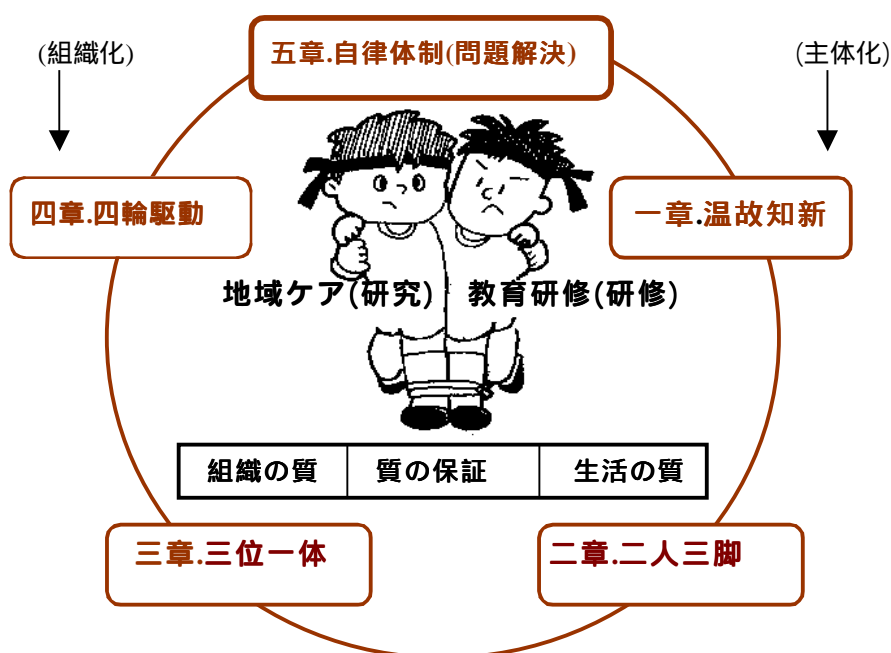 五章.自律体制(問題解決)
(組織化)
(主体化)
四章.四輪駆動
一章.温故知新
地域ケア(研究)
教育研修(研修)
組織の質
質の保証
生活の質
三章.三位一体
二章.二人三脚